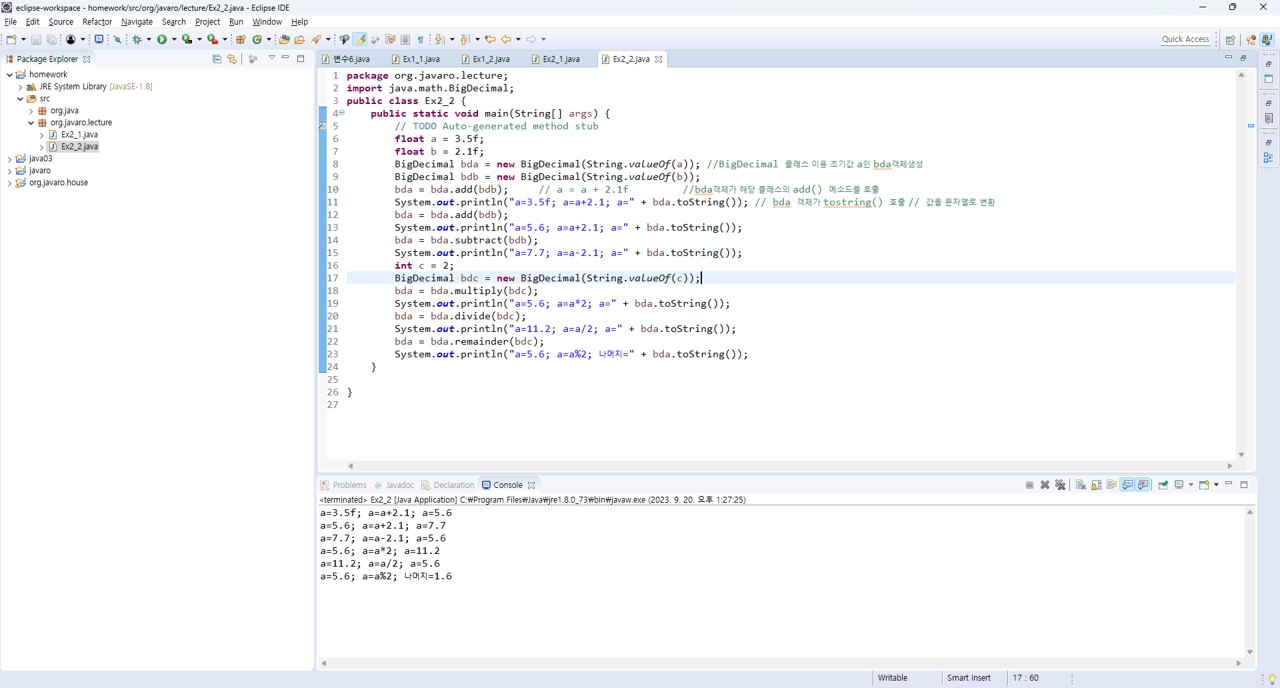 eclipse-workspace - homework/src/org/javaro/lecture/Ex2_2.java - Eclipse IDE
File Edit Source Refactor Navigate Search Project Run Window Help
Quick Access
Package Explorer
homework
JRE System Library [JavaSE-1.8]
src
org.java
org.javaro.lecture
Ex2_1.java
Ex2_2.java
java03
javaro
org.javaro.house
변수6.java Ex1_1.java Ex1_2.java Ex2_1.java Ex2_2.java
1 package org.javaro.lecture;
2 import java.math.BigDecimal;
3 public class Ex2_2 {
4 public static void main(String[] args) {
5 // TODO Auto-generated method stub
6 float a = 3.5f;
7 float b = 2.1f;
8 BigDecimal bda = new BigDecimal(String.valueOf(a)); //BigDecimal 클래스 이용 초기값 a인 bda객체생성
9 BigDecimal bdb = new BigDecimal(String.valueOf(b));
10 bda = bda.add(bdb); // a = a + 2.1f //bda객체가 해당 클래스의 add() 메소드를 호출
11 System.out.println("a=3.5f; a=a+2.1; a=" + bda.toString()); // bda 객체가 tostring() 호출 // 값을 문자열로 변환
12 bda = bda.add(bdb);
13 System.out.println("a=5.6; a=a+2.1; a=" + bda.toString());
14 bda = bda.subtract(bdb);
15 System.out.println("a=7.7; a=a-2.1; a=" + bda.toString());
16 int c = 2;
17 BigDecimal bdc = new BigDecimal(String.valueOf(c));
18 bda = bda.multiply(bdc);
19 System.out.println("a=5.6; a=a*2; a=" + bda.toString());
20 bda = bda.divide(bdc);
21 System.out.println("a=11.2; a=a/2; a=" + bda.toString());
22 bda = bda.remainder(bdc);
23 System.out.println("a=5.6; a=a%2; 나머지=" + bda.toString());
24 }
25
26 }
27
Problems Javadoc Declaration Console
<terminated> Ex2_2 [Java Application] C:₩Program Files₩Java₩jre1.8.0_73₩bin₩javaw.exe (2023. 9. 20. 오후 1:27:25)
a=3.5f; a=a+2.1; a=5.6
a=5.6; a=a+2.1; a=7.7
a=7.7; a=a-2.1; a=5.6
a=5.6; a=a*2; a=11.2
a=11.2; a=a/2; a=5.6
a=5.6; a=a%2; 나머지=1.6
Writable Smart Insert 17 : 60